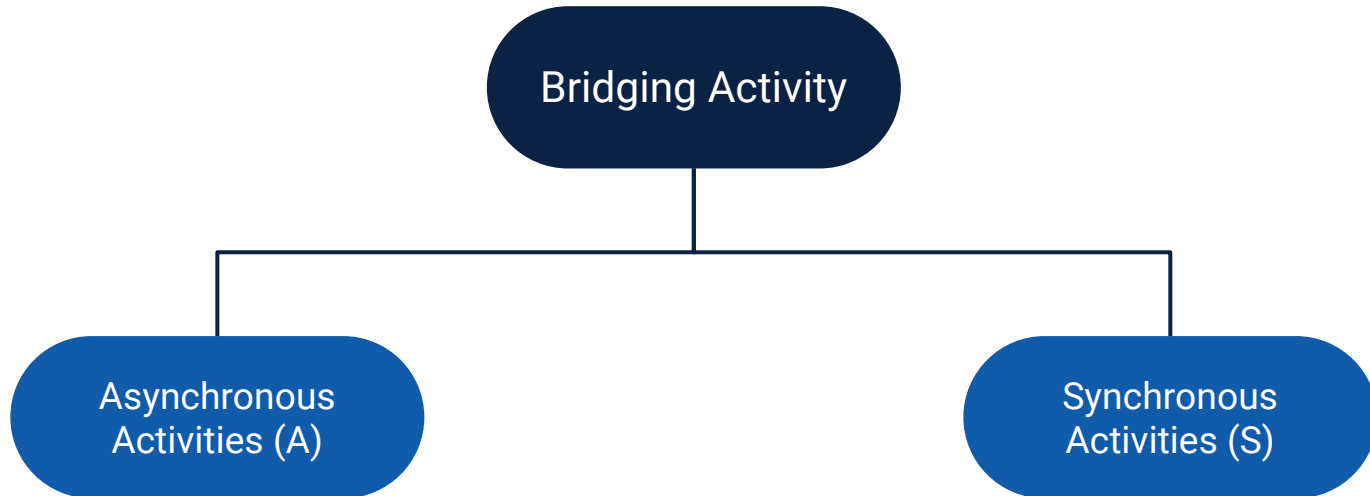 Bridging Activity
Asynchronous
Activities (A)
Synchronous
Activities (S)